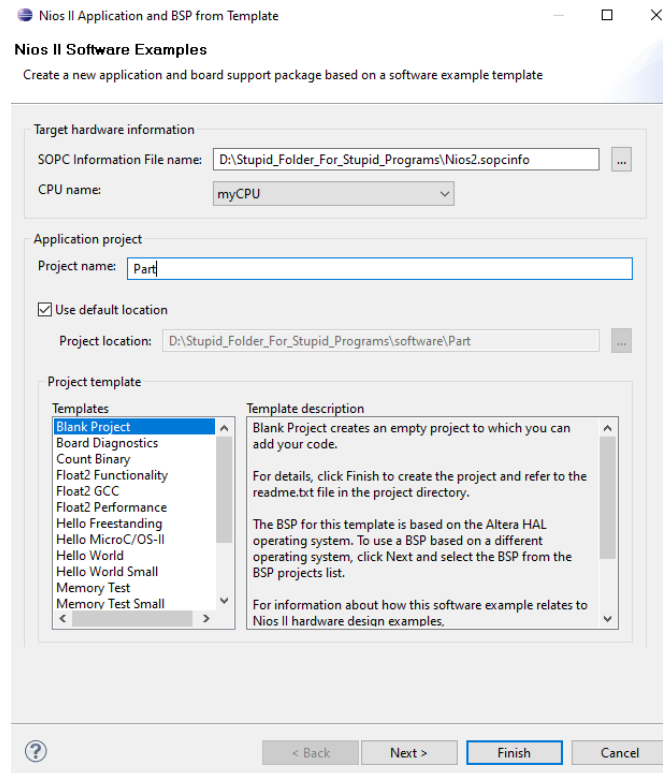 Nios II Application and BSP from Template
Nios II Software Examples
Create a new application and board support package based on a software example template
Target hardware information
SOPC Information File name: D:\Stupid_Folder_For_Stupid_Programs\Nios2.sopcinfo ...
CPU name: myCPU
Application project
Project name: Part
Use default location
Project location: D:\Stupid_Folder_For_Stupid_Programs\software\Part ...
Project template
Templates
Blank Project
Board Diagnostics
Count Binary
Float2 Functionality
Float2 GCC
Float2 Performance
Hello Freestanding
Hello MicroC/OS-II
Hello World
Hello World Small
Memory Test
Memory Test Small
Template description
Blank Project creates an empty project to which you can
add your code.
For details, click Finish to create the project and refer to the
readme.txt file in the project directory.
The BSP for this template is based on the Altera HAL
operating system. To use a BSP based on a different
operating system, click Next and select the BSP from the
BSP projects list.
For information about how this software example relates to
Nios II hardware design examples,
? < Back Next > Finish Cancel